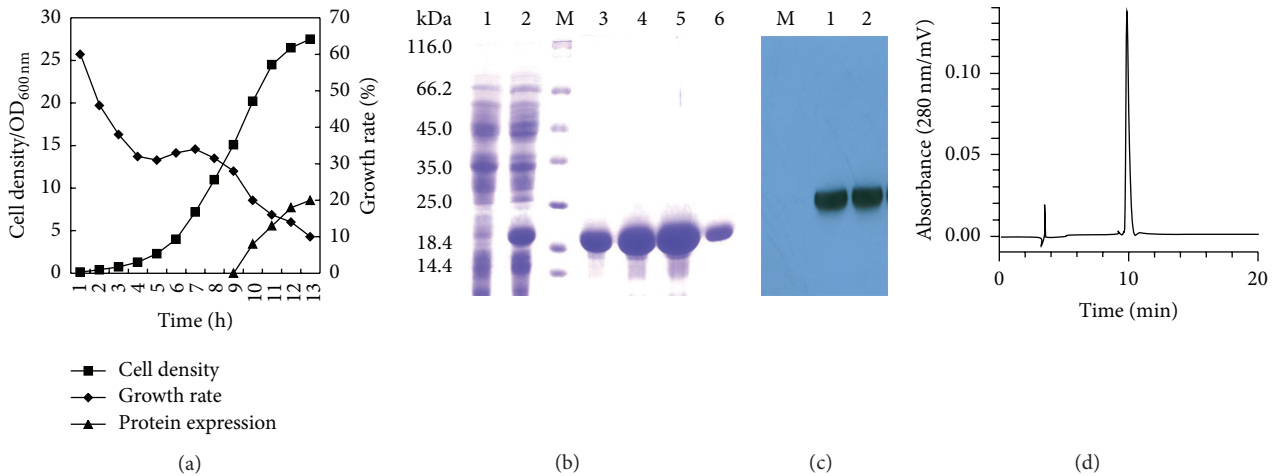 30
25
20
15
10
5
0
Cell density/OD600 nm
70
60
50
40
30
20
10
0
Growth rate (%)
1 2 3 4 5 6 7 8 9 10 11 12 13
Time (h)
Cell density
Growth rate
Protein expression
(a)
kDa 1 2 M 3 4 5 6
116.0
66.2
45.0
35.0
25.0
18.4
14.4
(b)
M 1 2
(c)
Absorbance (280 nm/mV)
0.10
0.05
0.00
0 10 20
Time (min)
(d)